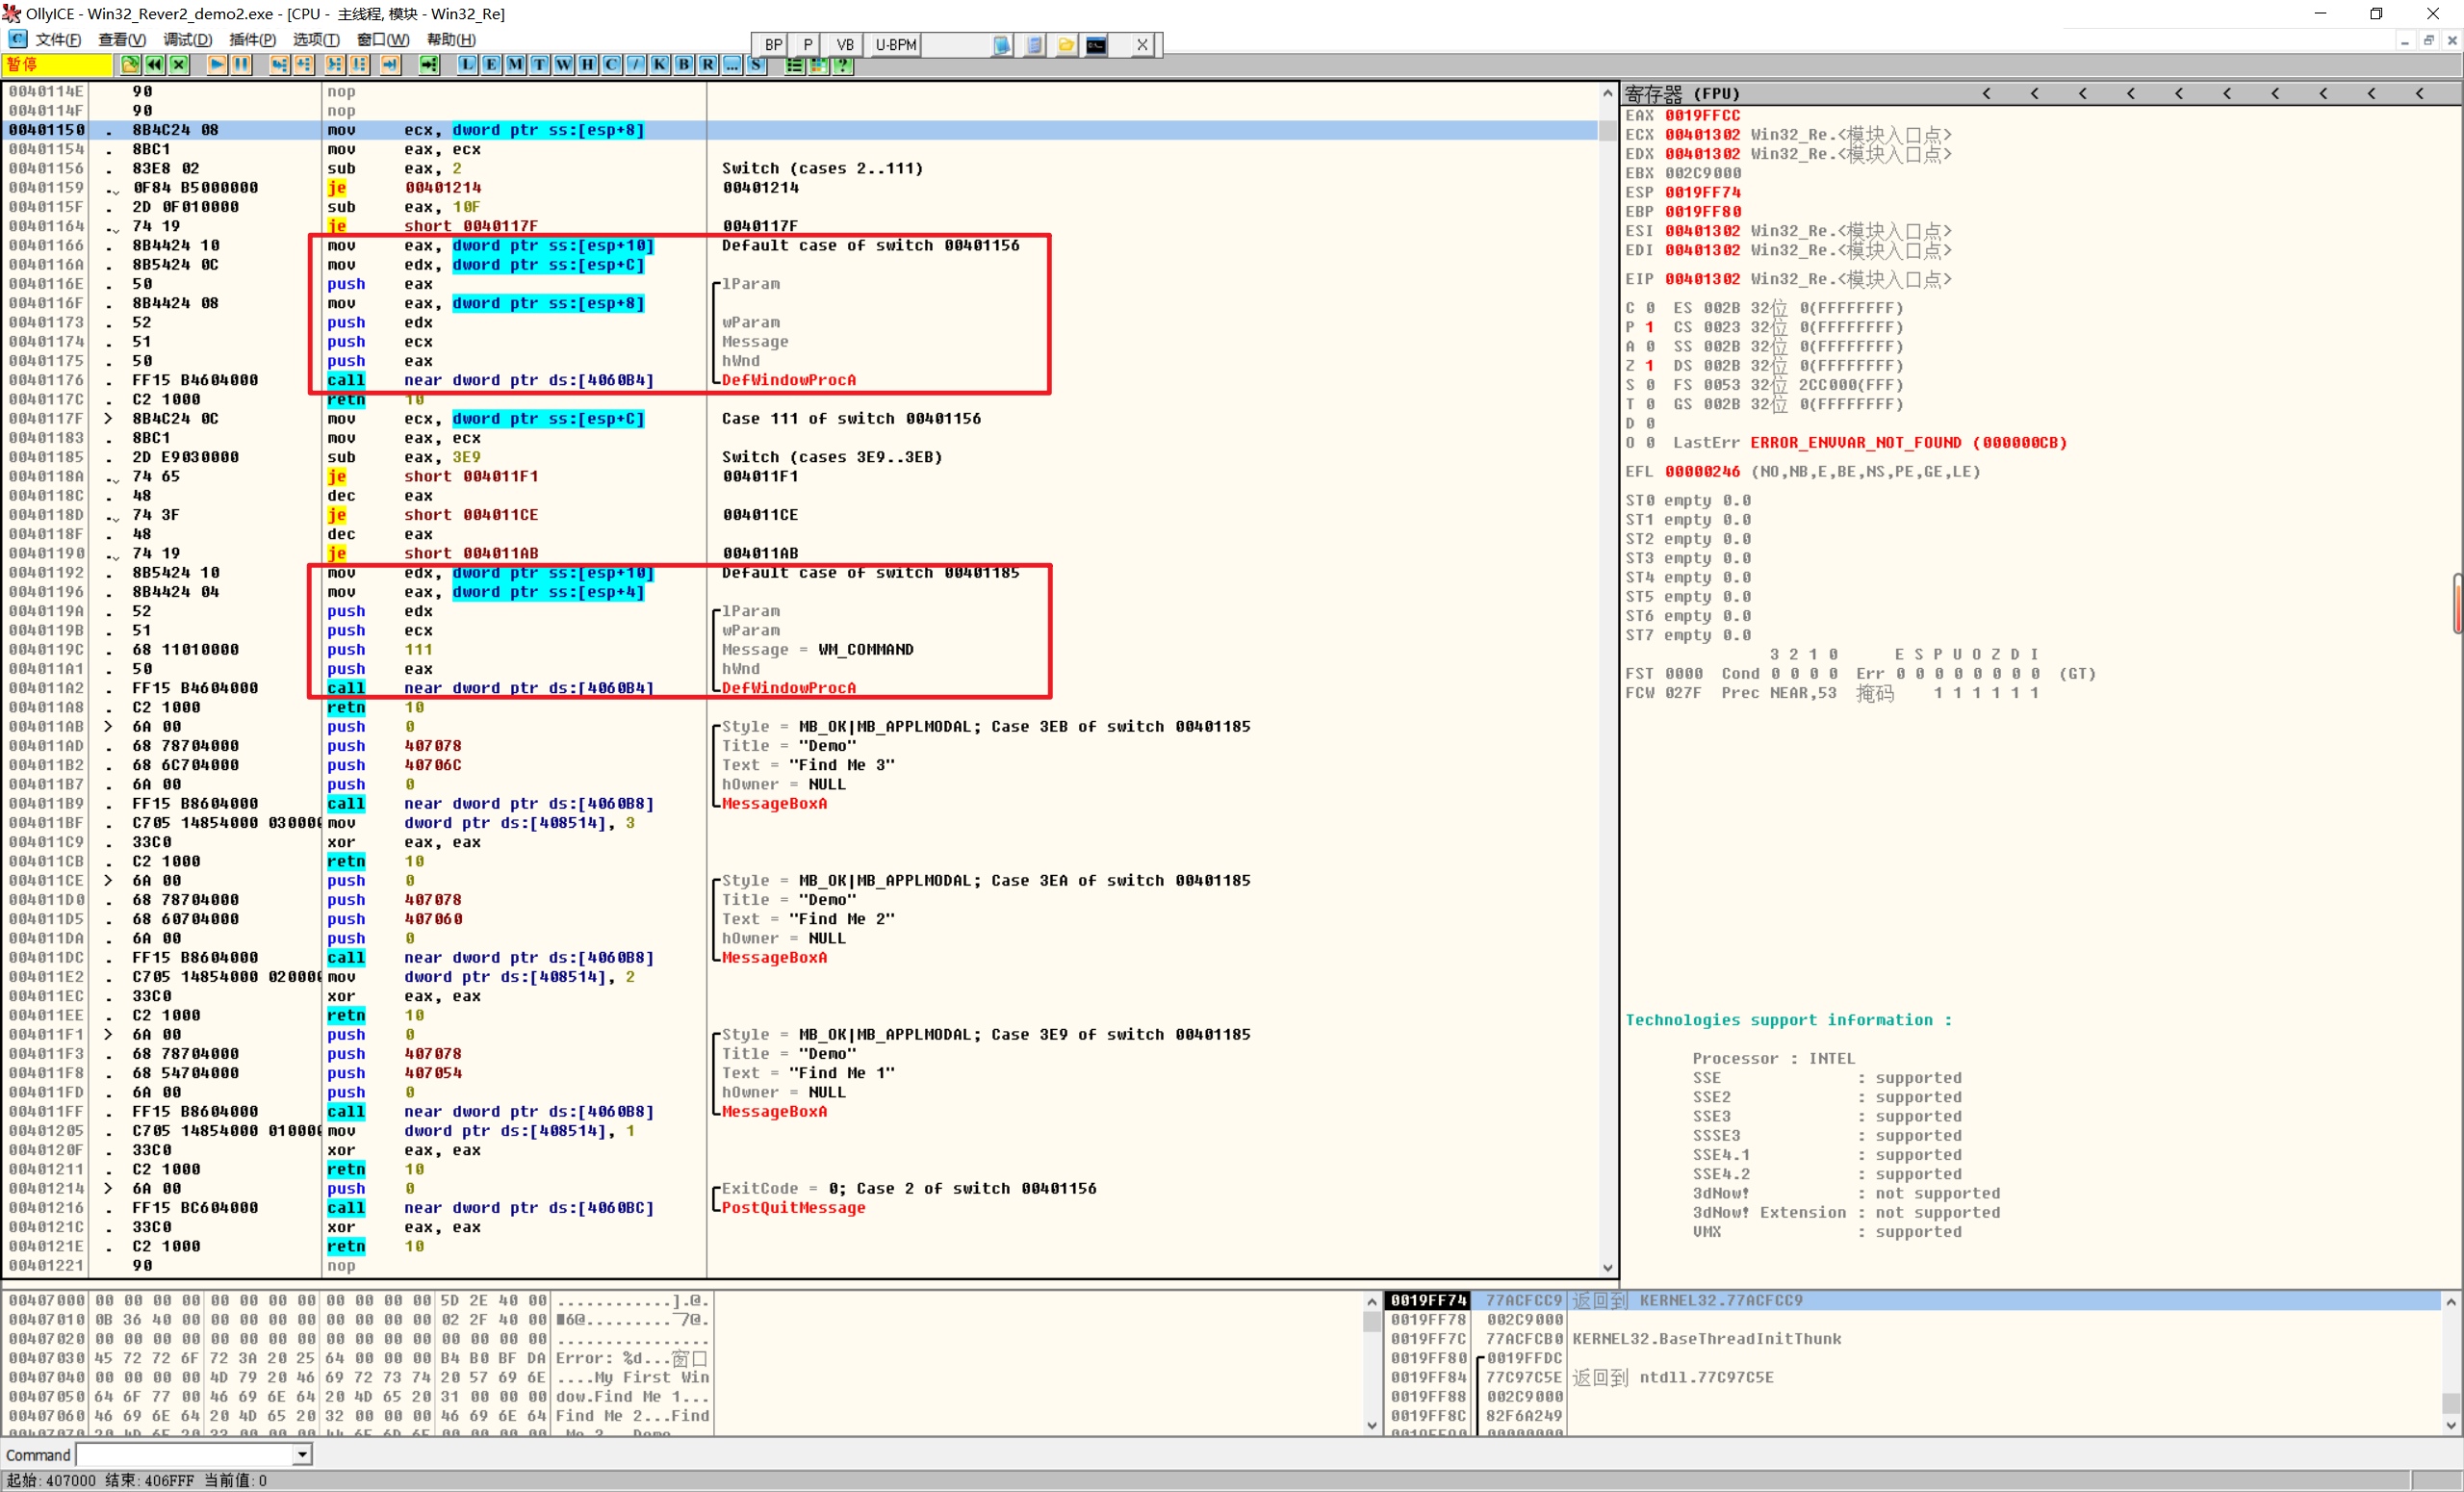 OllyICE - Win32_Rever2_demo2.exe - [CPU - 主线程, 模块 - Win32_Re]
文件(F) 查看(V) 调试(D) 插件(P) 选项(T) 窗口(W) 帮助(H)
BP P VB U-BPM X
暂停 L E M T W H C / K B R ... S ?
0040114E 90 nop
0040114F 90 nop
00401150 . 8B4C24 08 mov ecx, dword ptr ss:[esp+8]
00401154 . 8BC1 mov eax, ecx
00401156 . 83E8 02 sub eax, 2 Switch (cases 2..111)
00401159 . 0F84 B5000000 je 00401214 00401214
0040115F . 2D 0F010000 sub eax, 10F
00401164 . 74 19 je short 0040117F 0040117F
00401166 . 8B4424 10 mov eax, dword ptr ss:[esp+10] Default case of switch 00401156
0040116A . 8B5424 0C mov edx, dword ptr ss:[esp+C]
0040116E . 50 push eax lParam
0040116F . 8B4424 08 mov eax, dword ptr ss:[esp+8]
00401173 . 52 push edx wParam
00401174 . 51 push ecx Message
00401175 . 50 push eax hWnd
00401176 . FF15 B4604000 call near dword ptr ds:[4060B4] DefWindowProcA
0040117C . C2 1000 retn 10
0040117F > 8B4C24 0C mov ecx, dword ptr ss:[esp+C] Case 111 of switch 00401156
00401183 . 8BC1 mov eax, ecx
00401185 . 2D E9030000 sub eax, 3E9 Switch (cases 3E9..3EB)
0040118A . 74 65 je short 004011F1 004011F1
0040118C . 48 dec eax
0040118D . 74 3F je short 004011CE 004011CE
0040118F . 48 dec eax
00401190 . 74 19 je short 004011AB 004011AB
00401192 . 8B5424 10 mov edx, dword ptr ss:[esp+10] Default case of switch 00401185
00401196 . 8B4424 04 mov eax, dword ptr ss:[esp+4]
0040119A . 52 push edx lParam
0040119B . 51 push ecx wParam
0040119C . 68 11010000 push 111 Message = WM_COMMAND
004011A1 . 50 push eax hWnd
004011A2 . FF15 B4604000 call near dword ptr ds:[4060B4] DefWindowProcA
004011A8 . C2 1000 retn 10
004011AB > 6A 00 push 0 Style = MB_OK|MB_APPLMODAL; Case 3EB of switch 00401185
004011AD . 68 78704000 push 407078 Title = "Demo"
004011B2 . 68 6C704000 push 40706C Text = "Find Me 3"
004011B7 . 6A 00 push 0 hOwner = NULL
004011B9 . FF15 B8604000 call near dword ptr ds:[4060B8] MessageBoxA
004011BF . C705 14854000 030000 mov dword ptr ds:[408514], 3
004011C9 . 33C0 xor eax, eax
004011CB . C2 1000 retn 10
004011CE > 6A 00 push 0 Style = MB_OK|MB_APPLMODAL; Case 3EA of switch 00401185
004011D0 . 68 78704000 push 407078 Title = "Demo"
004011D5 . 68 60704000 push 407060 Text = "Find Me 2"
004011DA . 6A 00 push 0 hOwner = NULL
004011DC . FF15 B8604000 call near dword ptr ds:[4060B8] MessageBoxA
004011E2 . C705 14854000 020000 mov dword ptr ds:[408514], 2
004011EC . 33C0 xor eax, eax
004011EE . C2 1000 retn 10
004011F1 > 6A 00 push 0 Style = MB_OK|MB_APPLMODAL; Case 3E9 of switch 00401185
004011F3 . 68 78704000 push 407078 Title = "Demo"
004011F8 . 68 54704000 push 407054 Text = "Find Me 1"
004011FD . 6A 00 push 0 hOwner = NULL
004011FF . FF15 B8604000 call near dword ptr ds:[4060B8] MessageBoxA
00401205 . C705 14854000 010000 mov dword ptr ds:[408514], 1
0040120F . 33C0 xor eax, eax
00401211 . C2 1000 retn 10
00401214 > 6A 00 push 0 ExitCode = 0; Case 2 of switch 00401156
00401216 . FF15 BC604000 call near dword ptr ds:[4060BC] PostQuitMessage
0040121C . 33C0 xor eax, eax
0040121E . C2 1000 retn 10
00401221 90 nop
寄存器 (FPU) < < < < < < < < < <
EAX 0019FFCC
ECX 00401302 Win32_Re.<模块入口点>
EDX 00401302 Win32_Re.<模块入口点>
EBX 002C9000
ESP 0019FF74
EBP 0019FF80
ESI 00401302 Win32_Re.<模块入口点>
EDI 00401302 Win32_Re.<模块入口点>
EIP 00401302 Win32_Re.<模块入口点>
C 0 ES 002B 32位 0(FFFFFFFF)
P 1 CS 0023 32位 0(FFFFFFFF)
A 0 SS 002B 32位 0(FFFFFFFF)
Z 1 DS 002B 32位 0(FFFFFFFF)
S 0 FS 0053 32位 2CC000(FFF)
T 0 GS 002B 32位 0(FFFFFFFF)
D 0
O 0 LastErr ERROR_ENVVAR_NOT_FOUND (000000CB)
EFL 00000246 (NO,NB,E,BE,NS,PE,GE,LE)
ST0 empty 0.0
ST1 empty 0.0
ST2 empty 0.0
ST3 empty 0.0
ST4 empty 0.0
ST5 empty 0.0
ST6 empty 0.0
ST7 empty 0.0
3 2 1 0 E S P U O Z D I
FST 0000 Cond 0 0 0 0 Err 0 0 0 0 0 0 0 0 (GT)
FCW 027F Prec NEAR,53 掩码 1 1 1 1 1 1
Technologies support information :
Processor : INTEL
SSE : supported
SSE2 : supported
SSE3 : supported
SSSE3 : supported
SSE4.1 : supported
SSE4.2 : supported
3dNow! : not supported
3dNow! Extension : not supported
VMX : supported
00407000 00 00 00 00 00 00 00 00 00 00 00 00 5D 2E 40 00 ............].@.
00407010 0B 36 40 00 00 00 00 00 00 00 00 00 02 2F 40 00 6@.........7@.
00407020 00 00 00 00 00 00 00 00 00 00 00 00 00 00 00 00 ................
00407030 45 72 72 6F 72 3A 20 25 64 00 00 00 B4 B0 BF DA Error: %d...窗口
00407040 00 00 00 00 4D 79 20 46 69 72 73 74 20 57 69 6E ....My First Win
00407050 64 6F 77 00 46 69 6E 64 20 4D 65 20 31 00 00 00 dow.Find Me 1...
00407060 46 69 6E 64 20 4D 65 20 32 00 00 00 46 69 6E 64 Find Me 2...Find
00407070 20 4D 65 20 33 00 00 00 44 65 6D 6F 00 00 00 00 Me 3...Demo....
0019FF74 77ACFCC9 返回到 KERNEL32.77ACFCC9
0019FF78 002C9000
0019FF7C 77ACFCB0 KERNEL32.BaseThreadInitThunk
0019FF80 0019FFDC
0019FF84 77C97C5E 返回到 ntdll.77C97C5E
0019FF88 002C9000
0019FF8C 82F6A249
0019FF90 00000000
Command
起始:407000 结束:406FFF 当前值:0